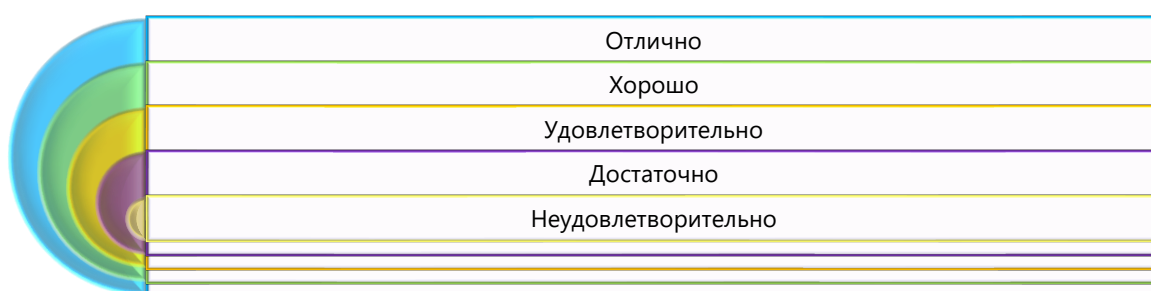 Отлично
Хорошо
Удовлетворительно
Достаточно
Неудовлетворительно